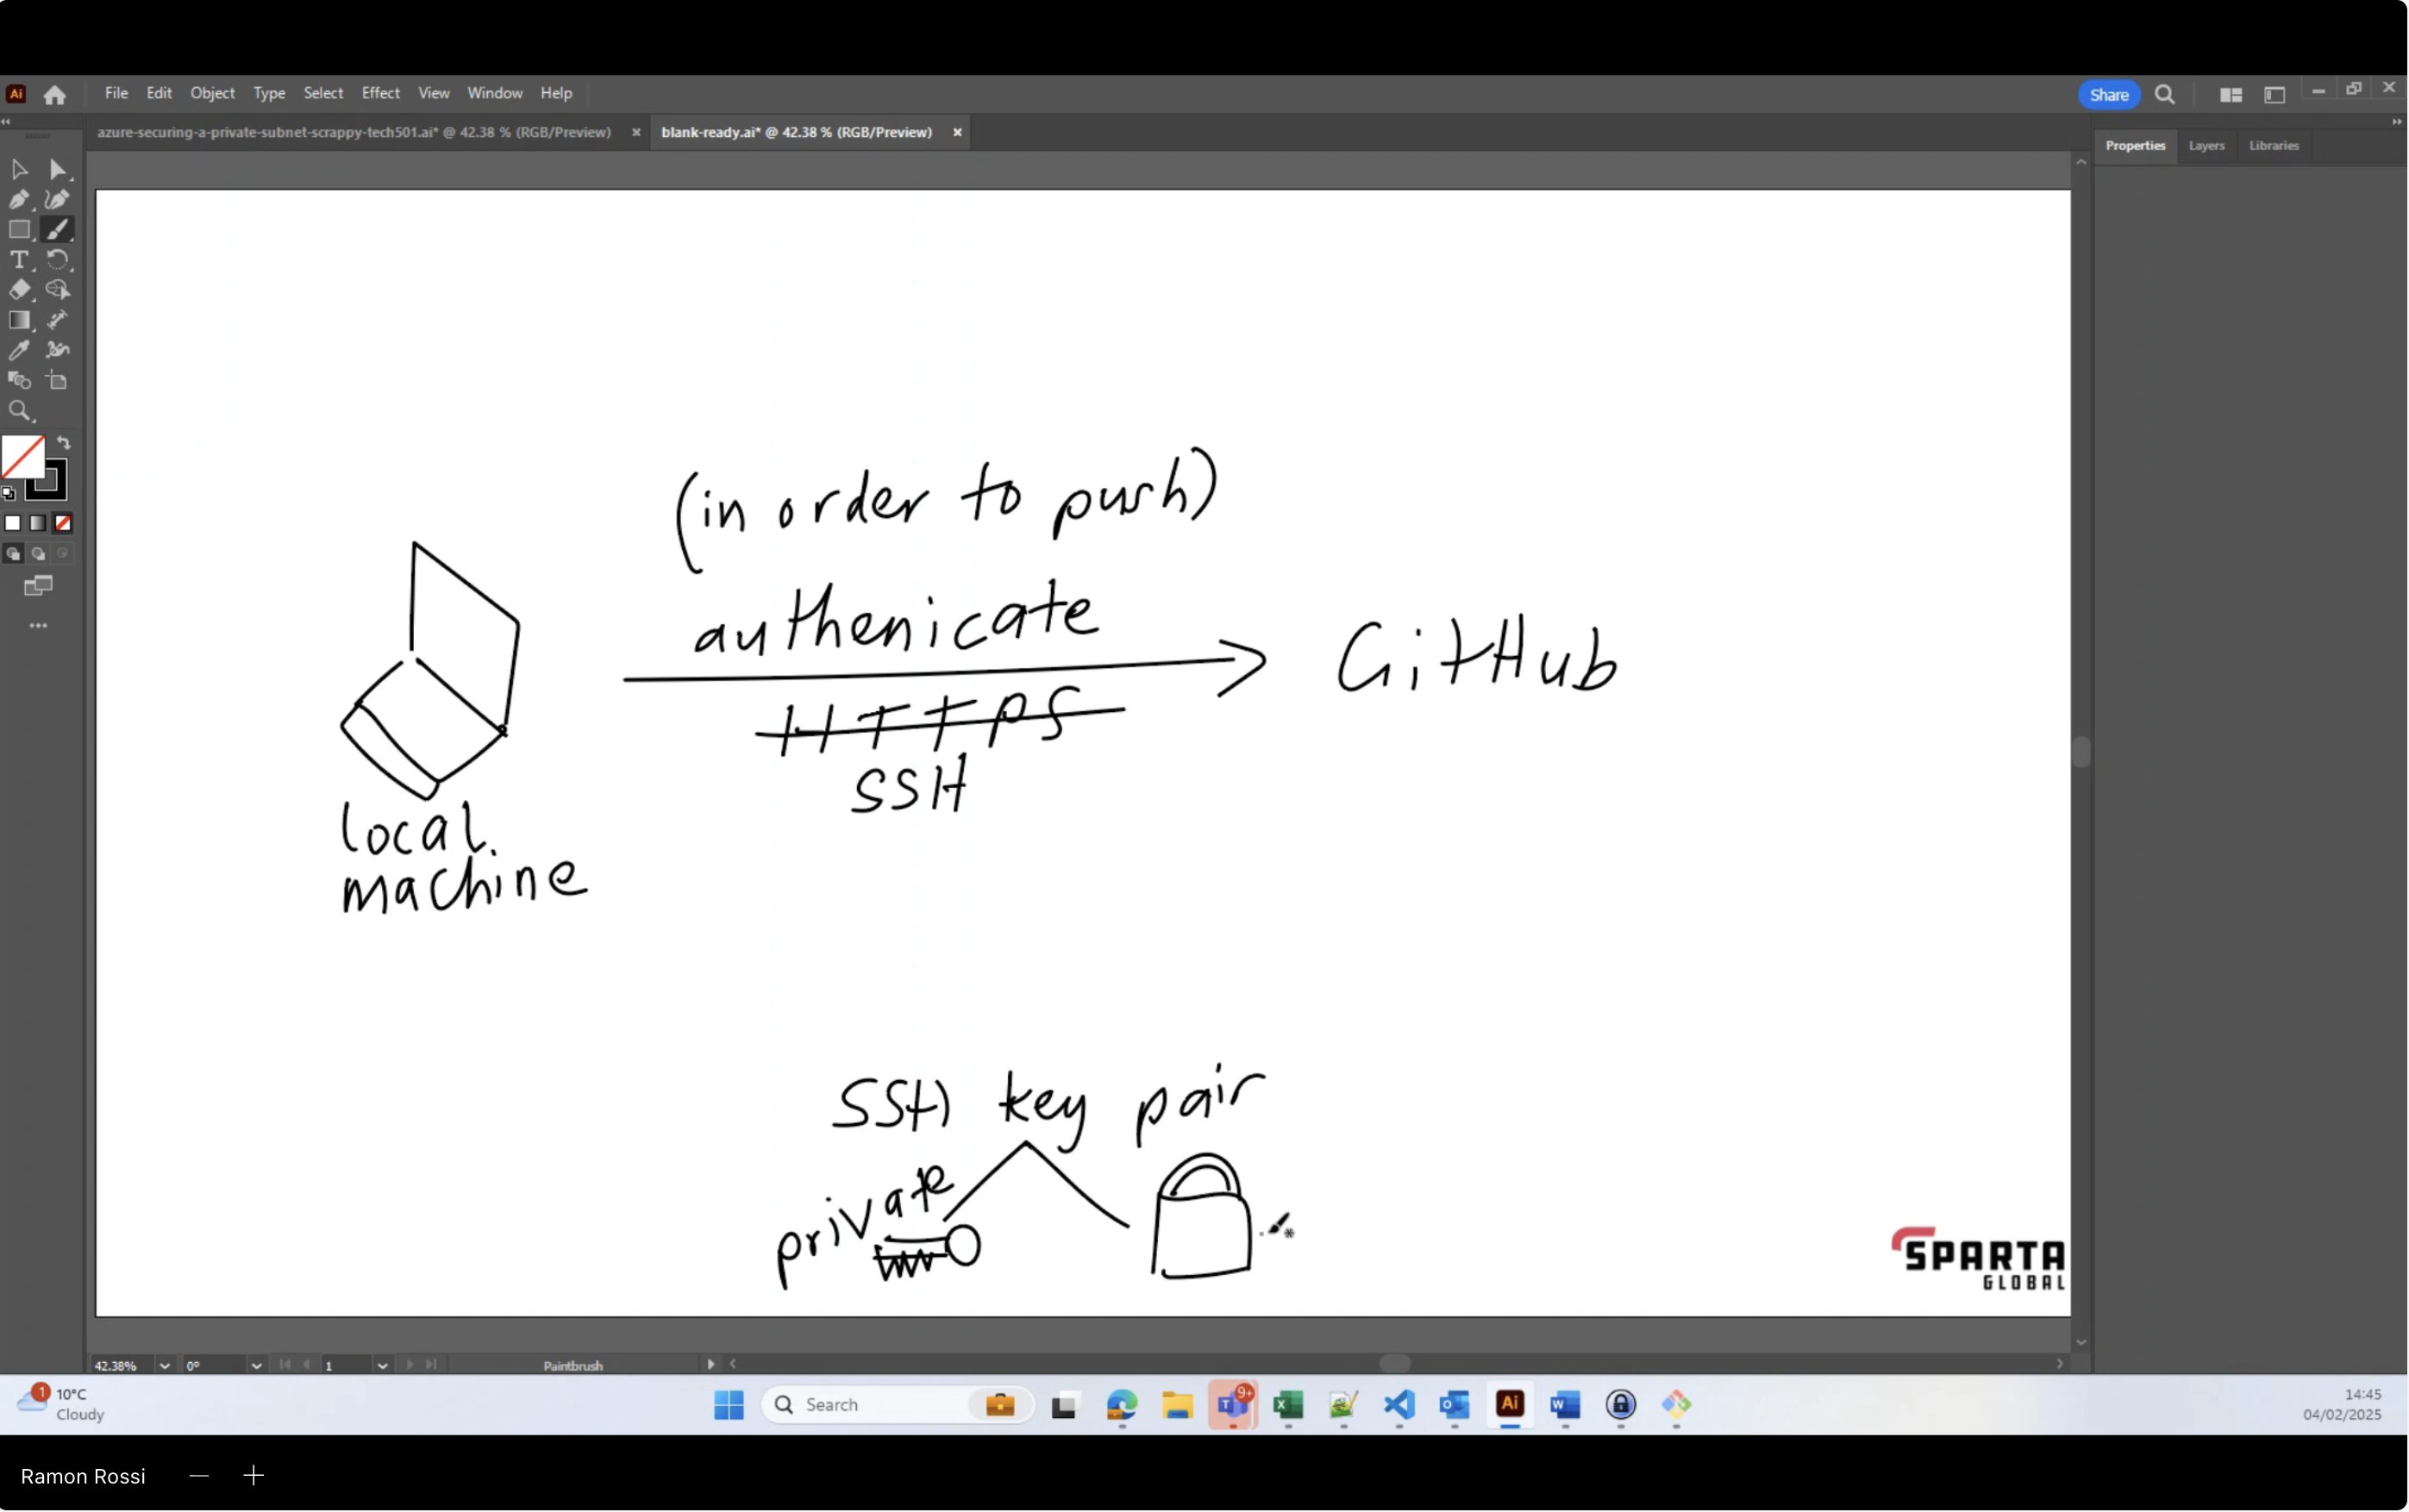 Ai File Edit Object Type Select Effect View Window Help Share
azure-securing-a-private-subnet-scrappy-tech501.ai* @ 42.38 % (RGB/Preview) × blank-ready.ai* @ 42.38 % (RGB/Preview) ×
Properties Layers Libraries
(in order to push)
authenicate
GitHub
HTTPS
SSH
local
machine
SSH key pair
private
SPARTA
GLOBAL
42.38% 0° 1 Paintbrush
1 10°C
Cloudy
Search
9+
Ai
14:45
04/02/2025
Ramon Rossi